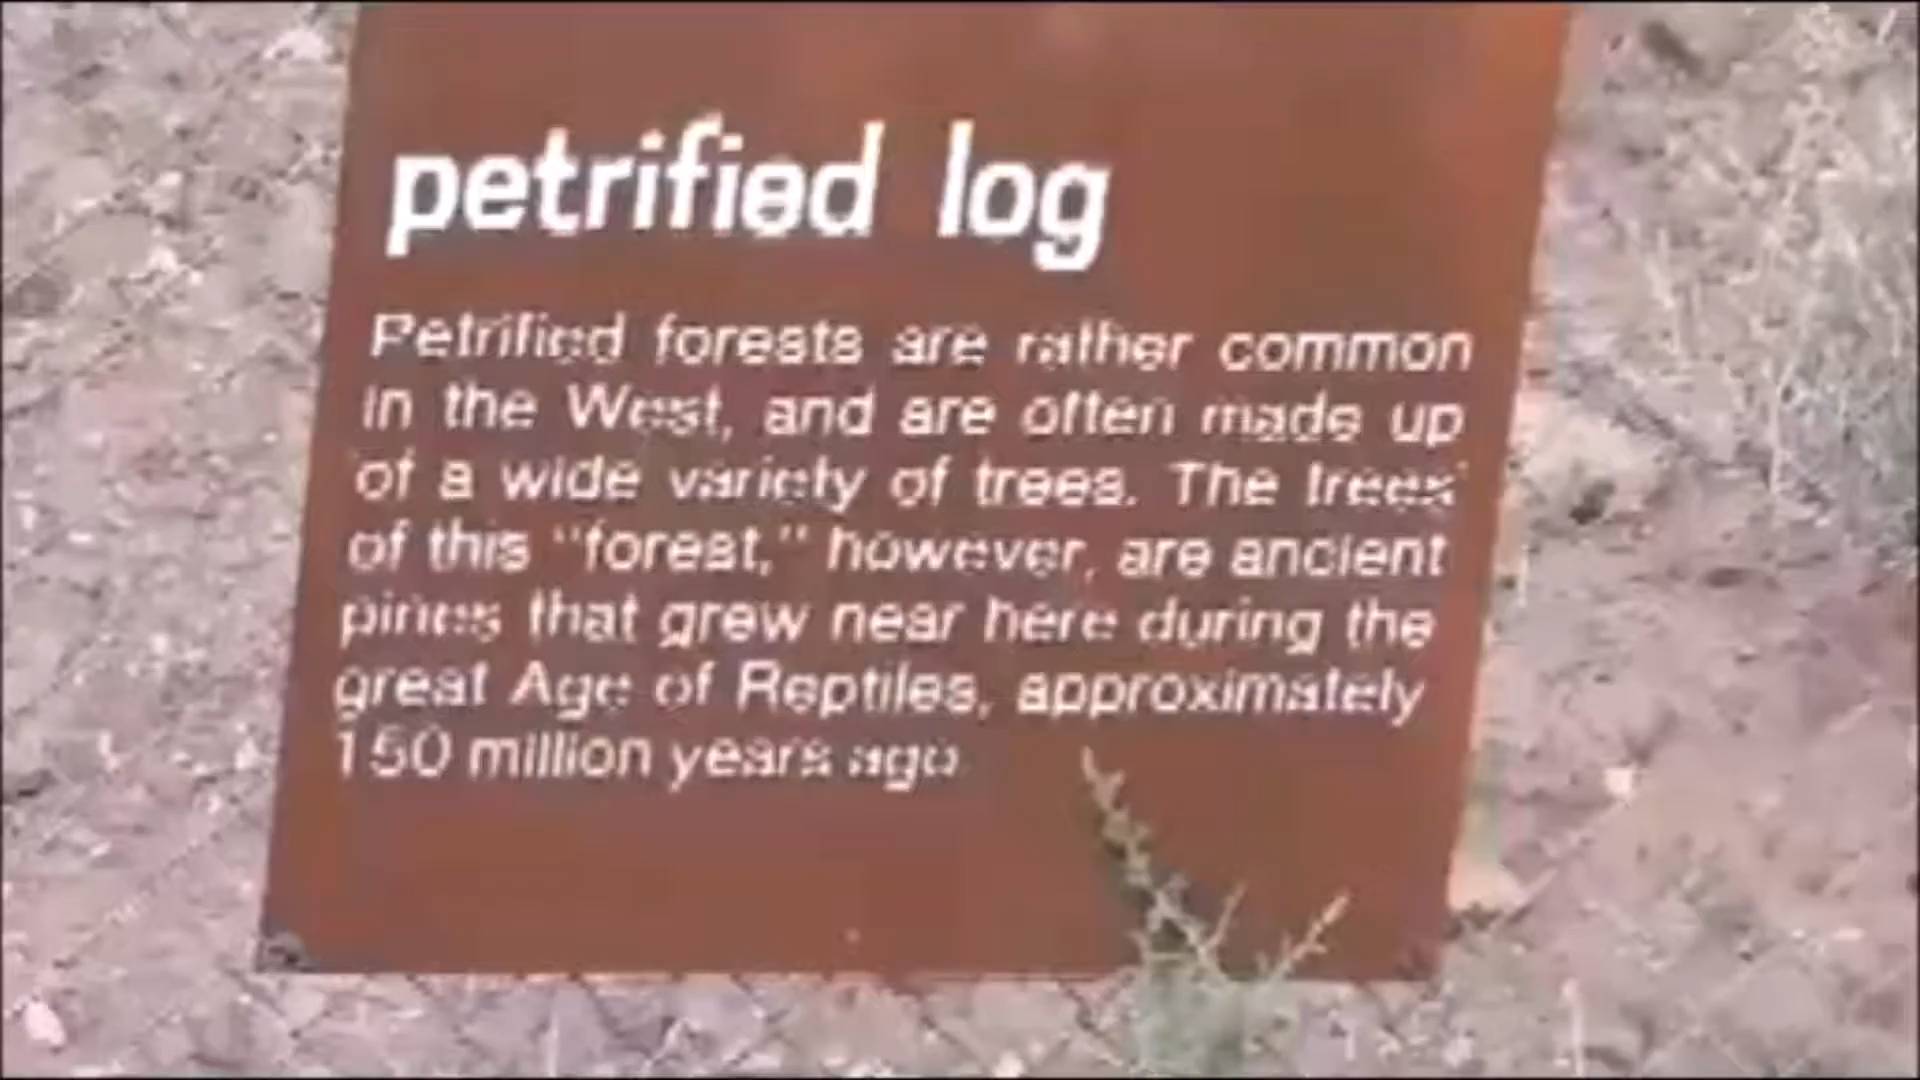 petrified log
Petrified forests are rather common
in the West, and are often made up
of a wide variety of trees. The trees
of this "forest," however, are ancient
pines that grew near here during the
great Age of Reptiles, approximately
150 million years ago.